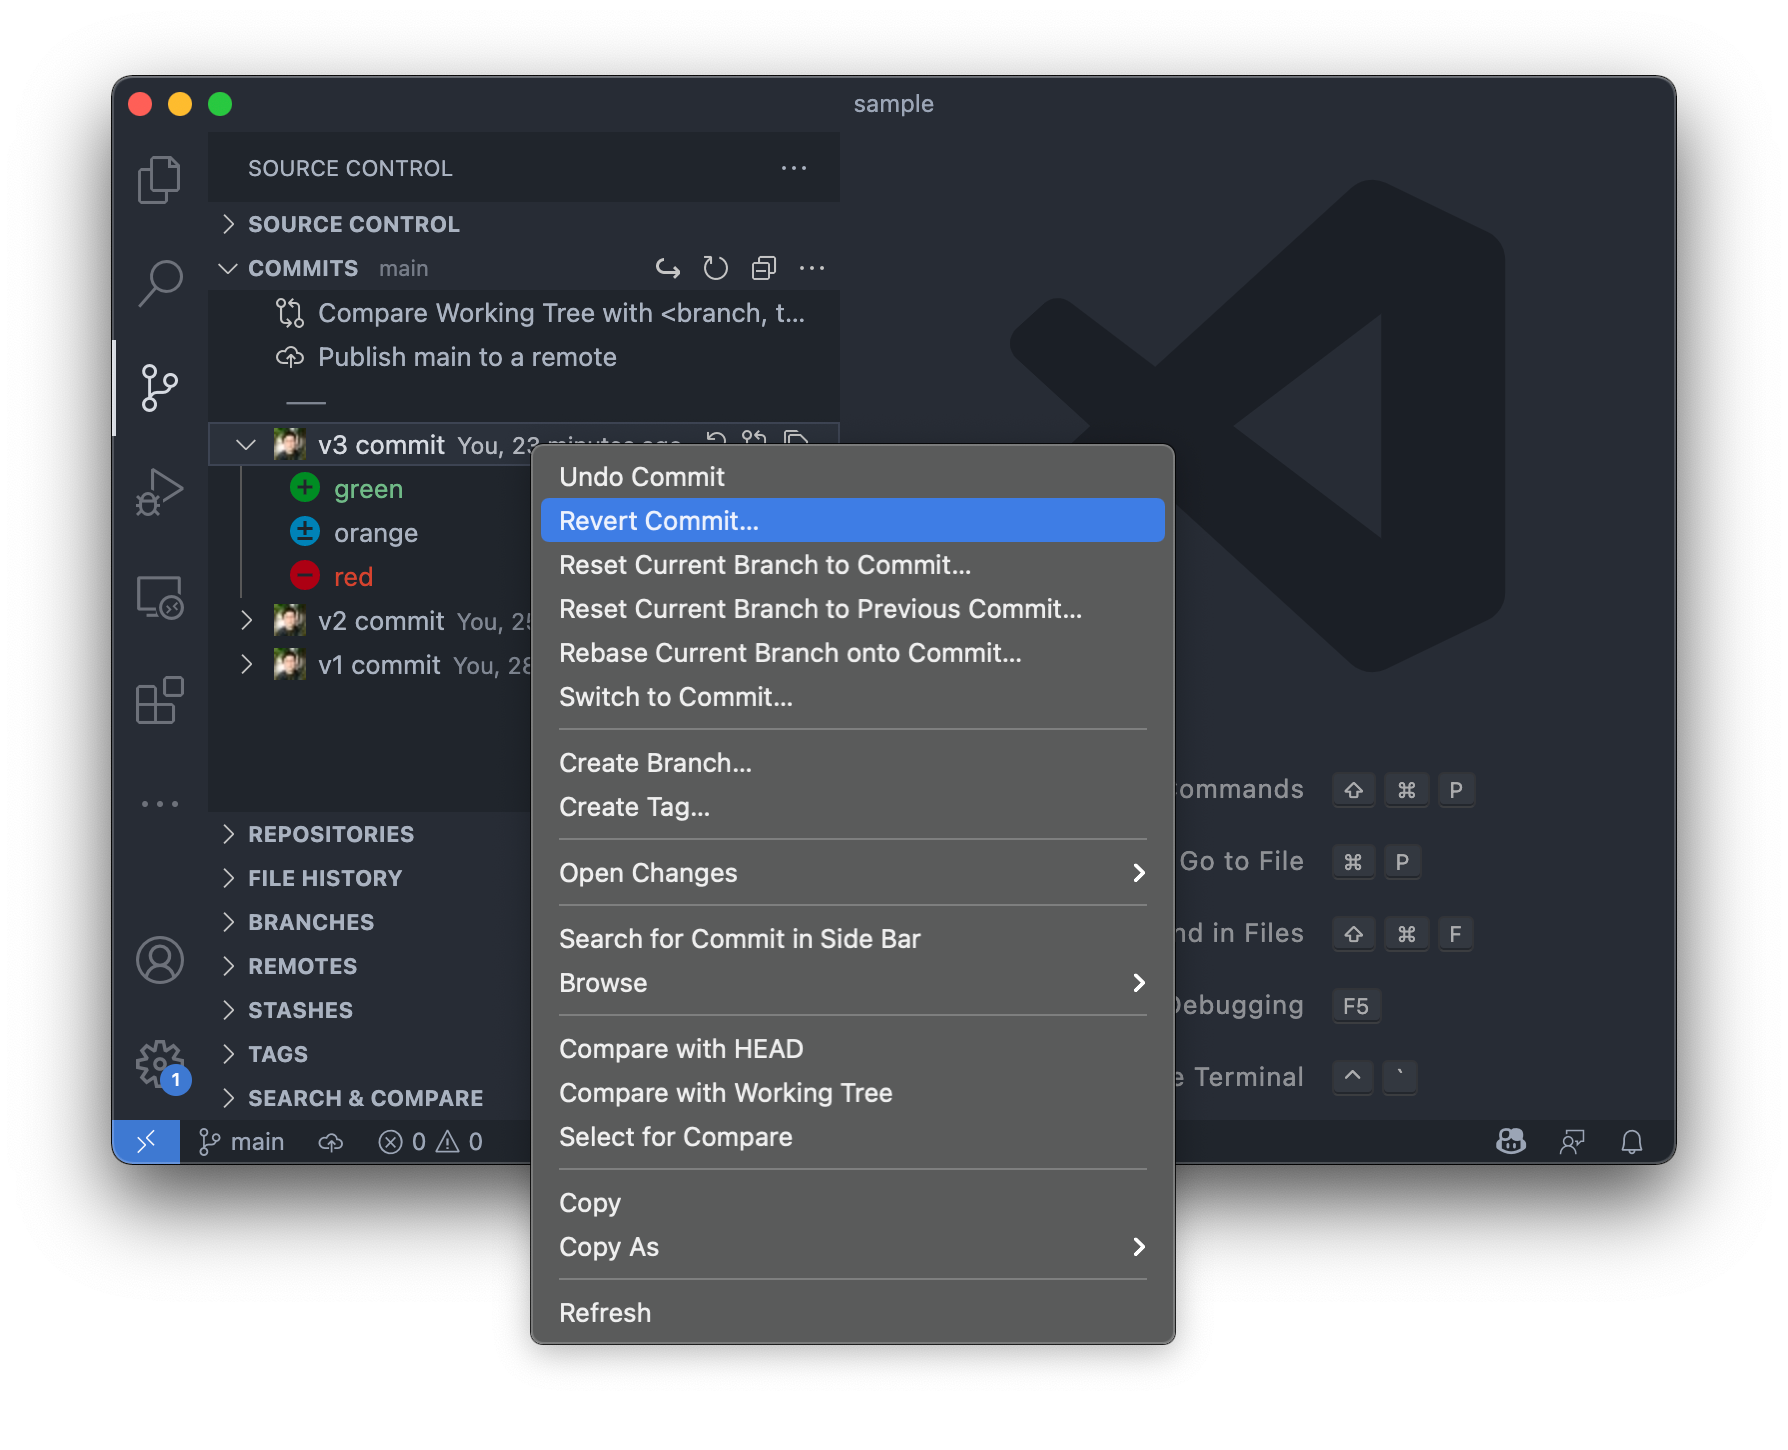 sample
SOURCE CONTROL
SOURCE CONTROL
COMMITS main
Compare Working Tree with <branch, t...
Publish main to a remote
v3 commit You, 23 minutes ago
green
orange
red
v2 commit You, 25
v1 commit You, 28
REPOSITORIES
FILE HISTORY
BRANCHES
REMOTES
STASHES
TAGS
SEARCH & COMPARE
1
main
0
0
Undo Commit
Revert Commit...
Reset Current Branch to Commit...
Reset Current Branch to Previous Commit...
Rebase Current Branch onto Commit...
Switch to Commit...
Create Branch...
Create Tag...
Open Changes
Search for Commit in Side Bar
Browse
Compare with HEAD
Compare with Working Tree
Select for Compare
Copy
Copy As
Refresh
ommands ⇧ ⌘ P
Go to File ⌘ P
nd in Files ⇧ ⌘ F
Debugging F5
e Terminal ^ `